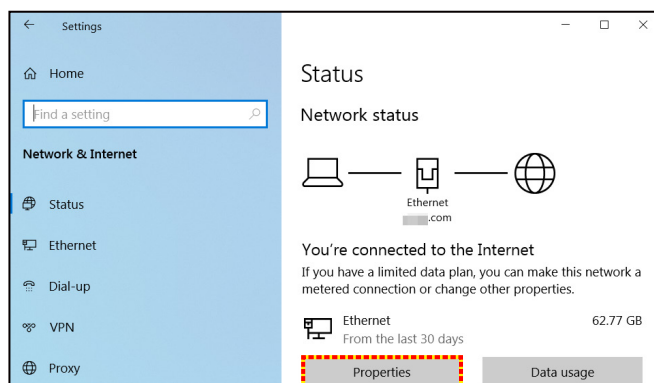 Settings
Home
Find a setting
Network & Internet
Status
Ethernet
Dial-up
VPN
Proxy
Status
Network status
Ethernet
.com
You're connected to the Internet
If you have a limited data plan, you can make this network a
metered connection or change other properties.
Ethernet 62.77 GB
From the last 30 days
Properties Data usage